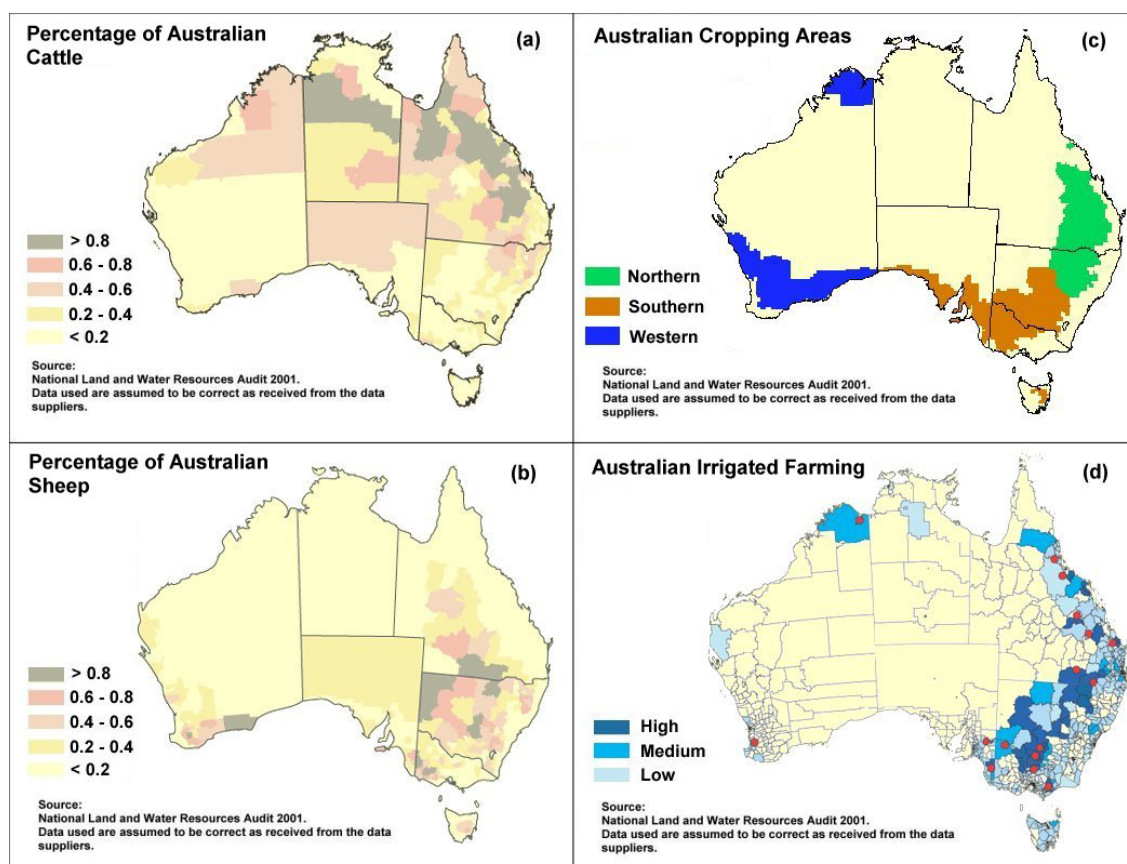 Percentage of Australian
Cattle
(a)
> 0.8
0.6 - 0.8
0.4 - 0.6
0.2 - 0.4
< 0.2
Source:
National Land and Water Resources Audit 2001.
Data used are assumed to be correct as received from the data
suppliers.
Australian Cropping Areas
(c)
Northern
Southern
Western
Source:
National Land and Water Resources Audit 2001.
Data used are assumed to be correct as received from the data
suppliers.
Percentage of Australian
Sheep
(b)
> 0.8
0.6 - 0.8
0.4 - 0.6
0.2 - 0.4
< 0.2
Source:
National Land and Water Resources Audit 2001.
Data used are assumed to be correct as received from the data
suppliers.
Australian Irrigated Farming
(d)
High
Medium
Low
Source:
National Land and Water Resources Audit 2001.
Data used are assumed to be correct as received from the data
suppliers.